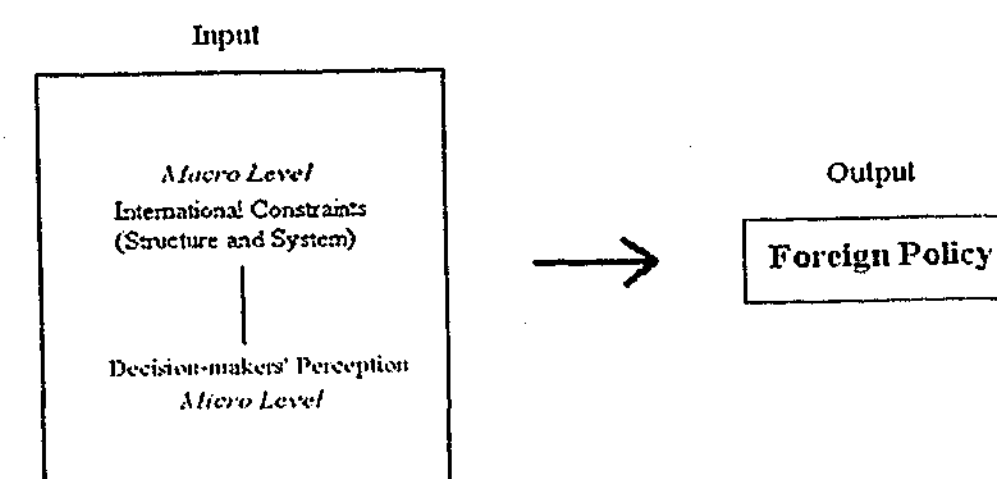 Input
Macro Level
International Constraints
(Structure and System)
Decision-makers' Perception
Micro Level
Output
Foreign Policy